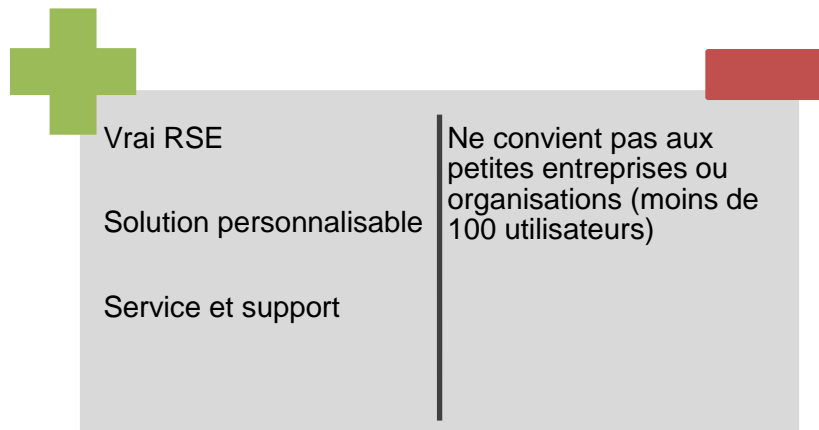 Vrai RSE
Solution personnalisable
Service et support
Ne convient pas aux
petites entreprises ou
organisations (moins de
100 utilisateurs)